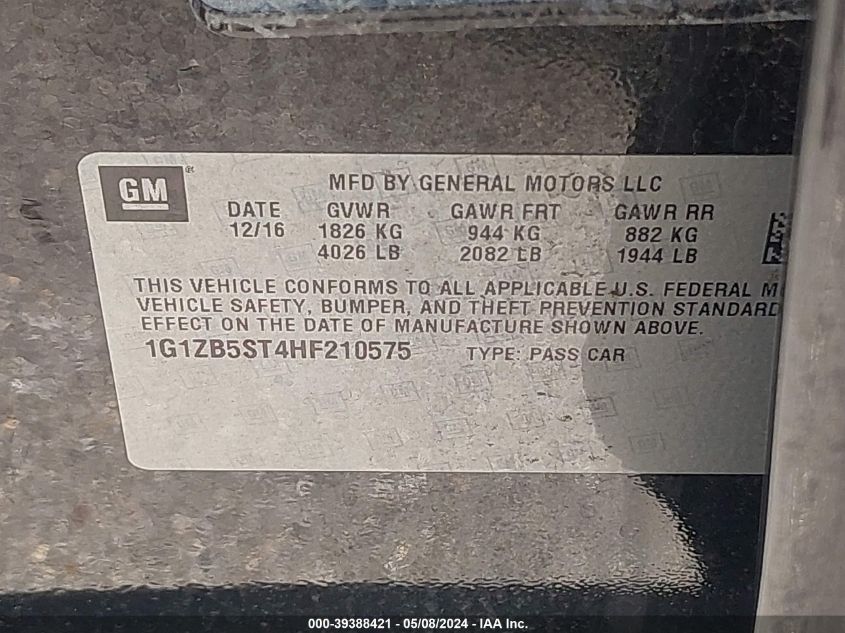 GM
MFD BY GENERAL MOTORS LLC
DATE GVWR GAWR FRT GAWR RR
12/16 1826 KG 944 KG 882 KG
4026 LB 2082 LB 1944 LB
THIS VEHICLE CONFORMS TO ALL APPLICABLE U.S. FEDERAL
VEHICLE SAFETY, BUMPER, AND THEFT PREVENTION STANDARD
EFFECT ON THE DATE OF MANUFACTURE SHOWN ABOVE.
1G1ZB5ST4HF210575 TYPE: PASS CAR
000-39388421 - 05/08/2024 - IAA Inc.